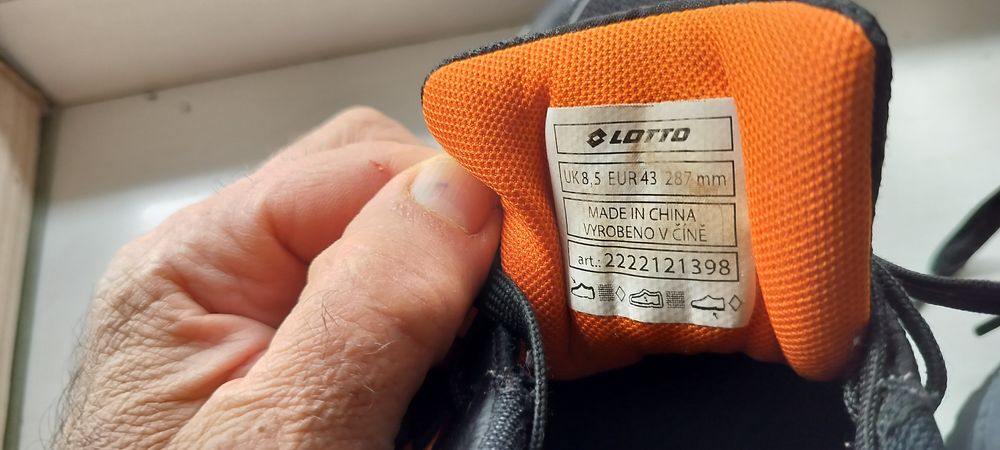 LOTTO
UK 8,5 EUR 43 287 mm
MADE IN CHINA
VYROBENO V ČÍNĚ
art.: 2222121398